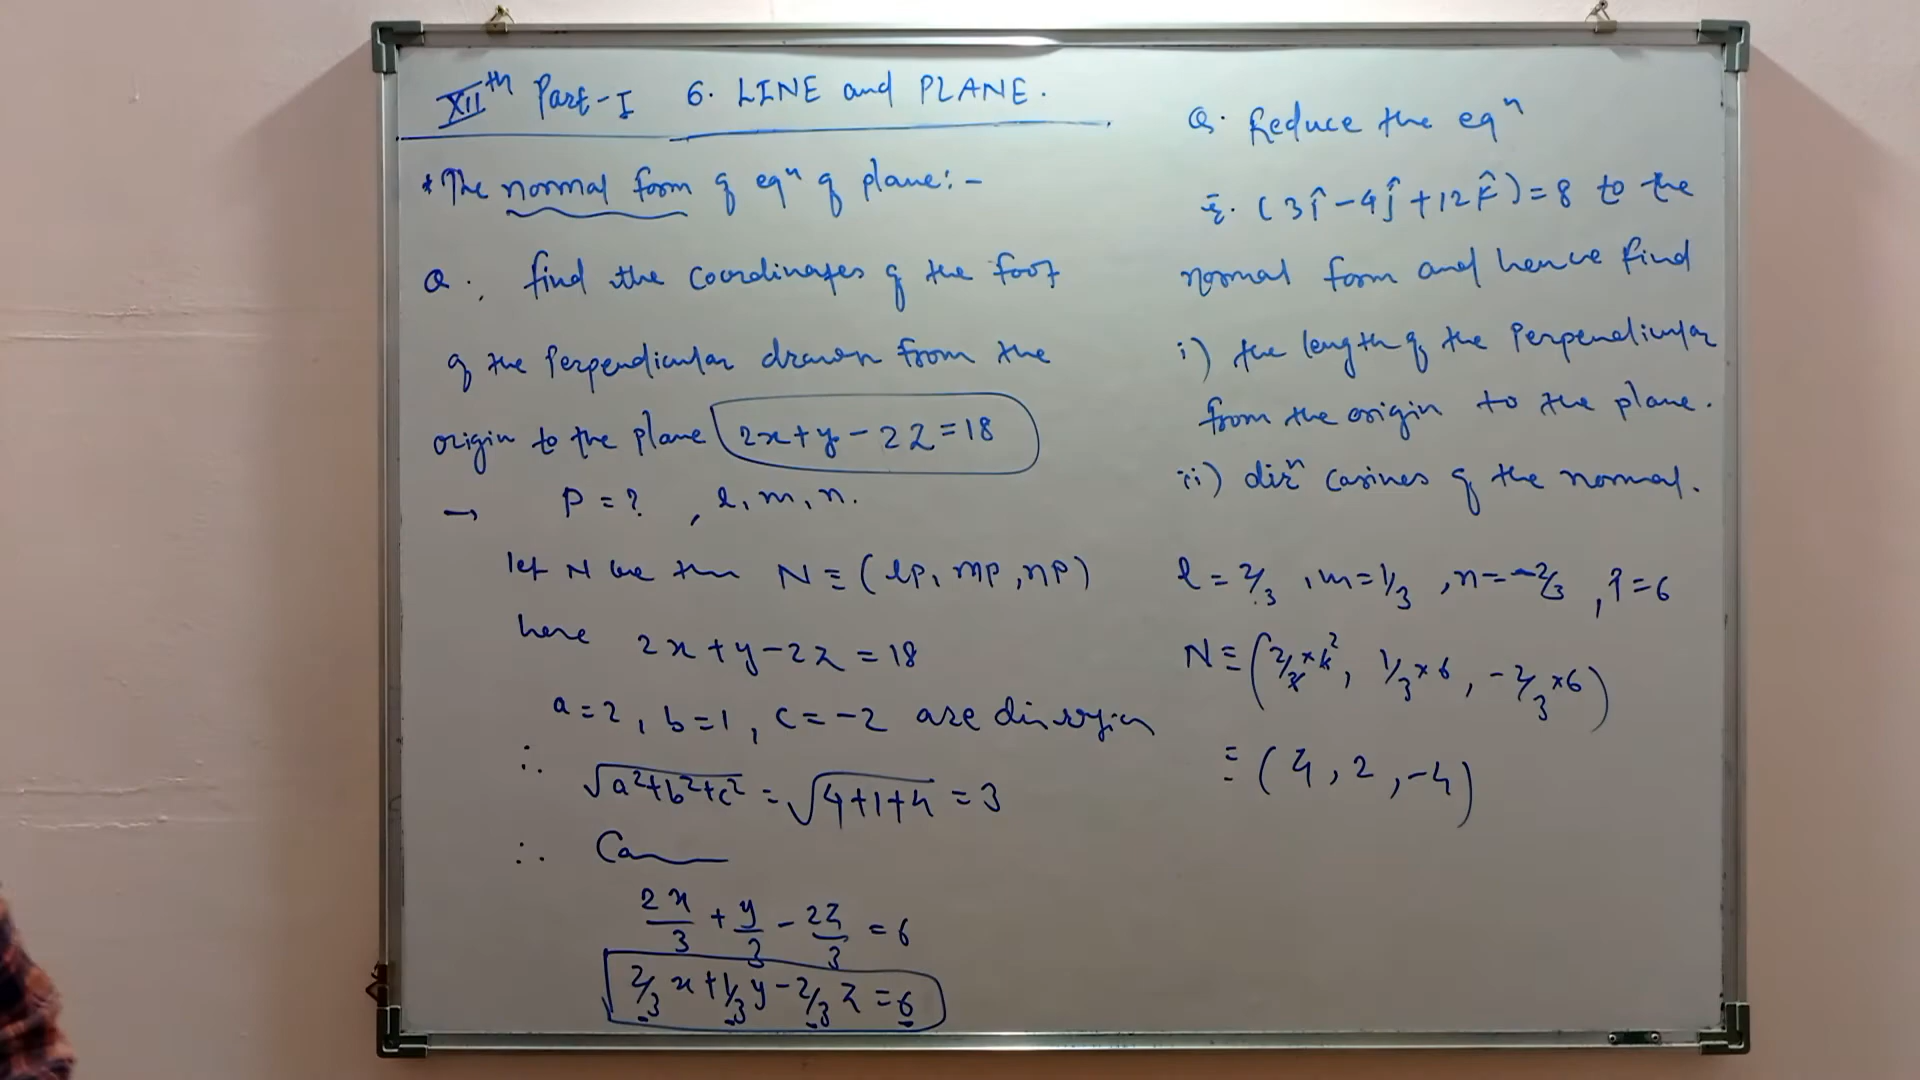 XIIth Part-I 6. LINE and PLANE.
* The normal form of eqn of plane:-
Q. find the coordinates of the foot
of the Perpendicular drawn from the
origin to the plane 2x+y-2z=18
→ P=?, l, m, n.
let N be the N≡(lp, mp, np)
here 2x+y-2z=18
a=2, b=1, c=-2 are
∴ √a²+b²+c² = √4+1+4 = 3
∴
2x/3 + y/3 - 2z/3 = 6
2/3 x + 1/3 y - 2/3 z = 6
Q. Reduce the eqn
r̄. (3î-4ĵ+12k̂)=8 to the
normal form and hence find
i) the length of the Perpendicular
from the origin to the plane.
ii) dirn cosines of the normal.
l=2/3, m=1/3, n=-2/3, P=6
N≡(2/3×6 2, 1/3×6, -2/3×6)
≡(4, 2, -4)